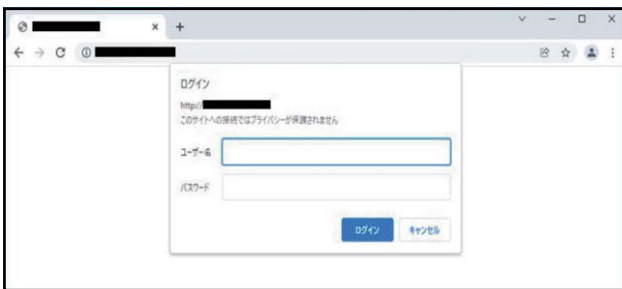 ログイン
http://
このサイトへの接続ではプライバシーが保護されません
ユーザー名
パスワード
ログイン
キャンセル